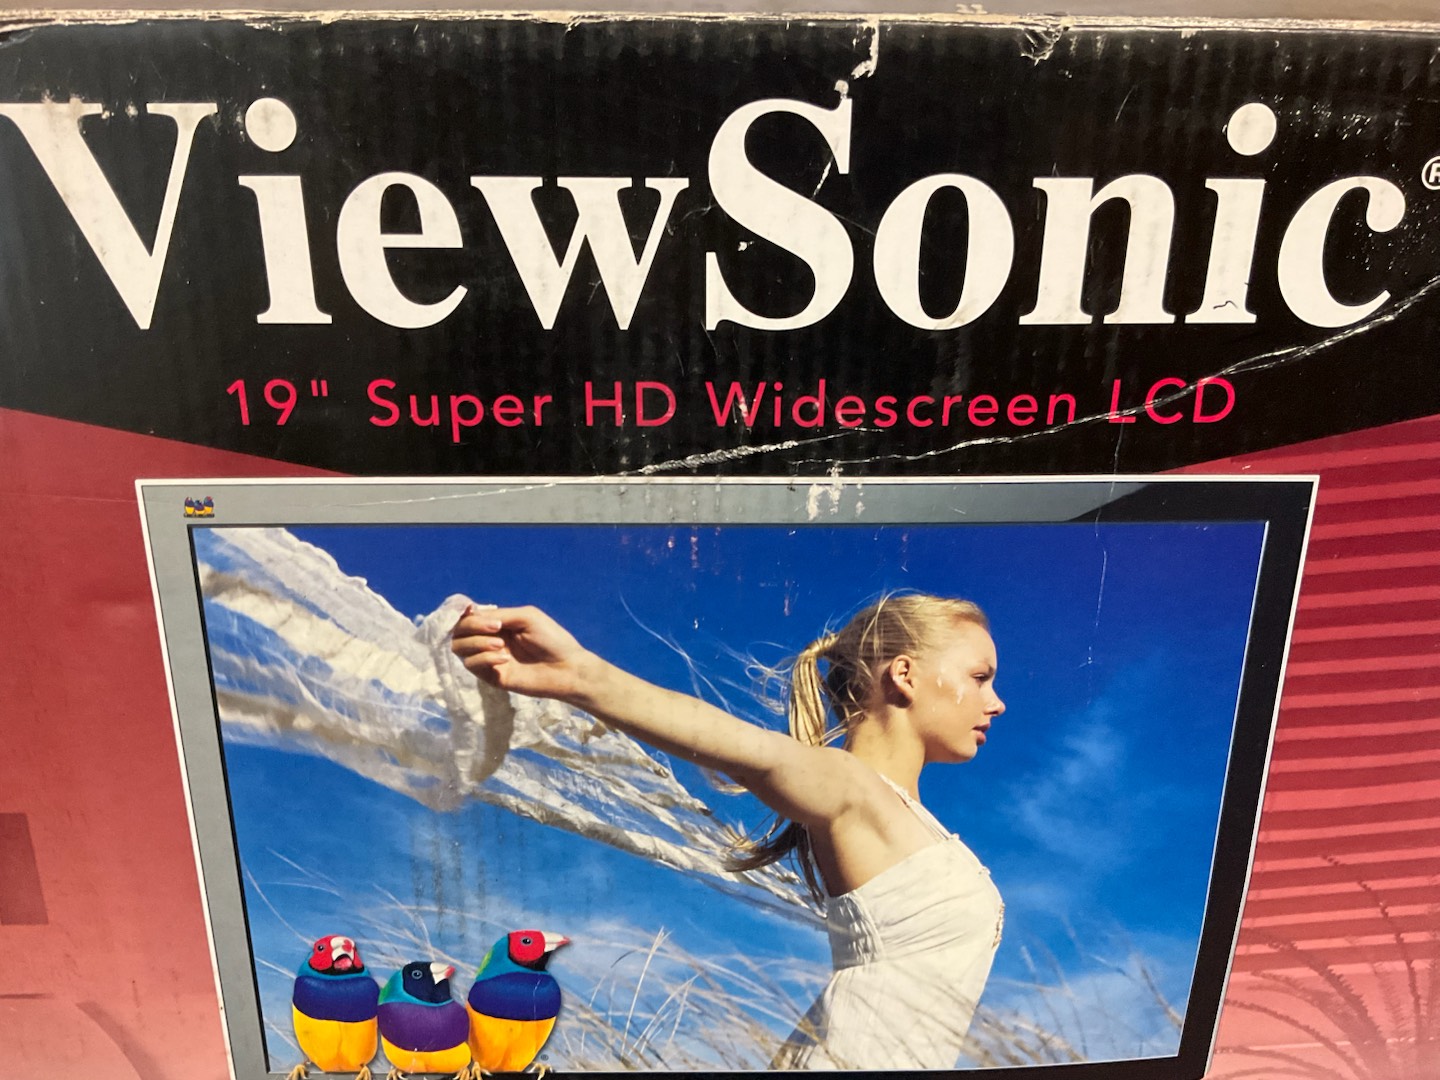 ViewSonic®
19" Super HD Widescreen LCD